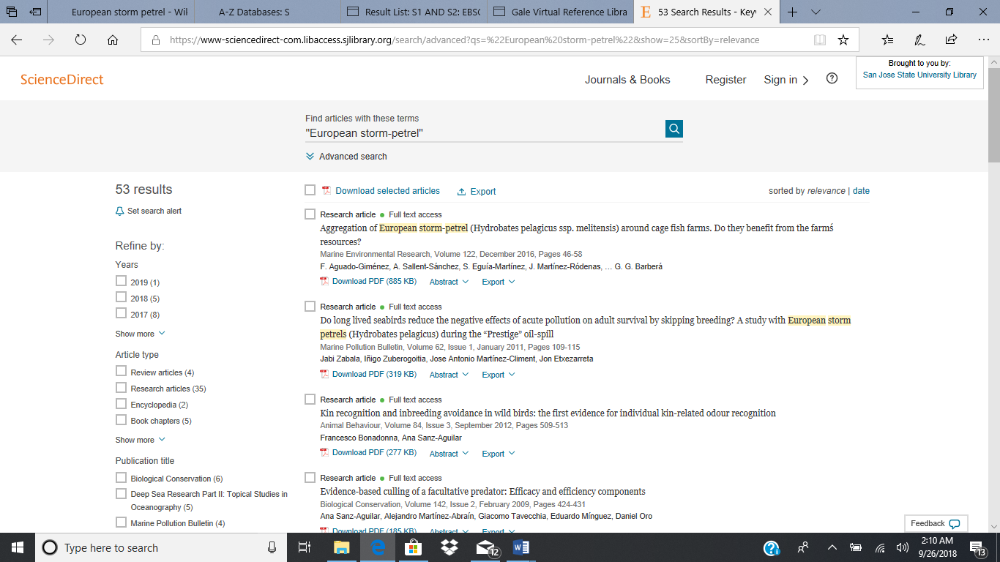 European storm petrel - Wil
A-Z Databases: S
Result List: S1 AND S2: EBSC
Gale Virtual Reference Libra
E 53 Search Results - Keyw
https://www-sciencedirect-com.libaccess.sjlibrary.org/search/advanced?qs=%22European%20storm-petrel%22&show=25&sortBy=relevance
ScienceDirect
Journals & Books
Register
Sign in
Brought to you by:
San Jose State University Library
Find articles with these terms
"European storm-petrel"
Advanced search
53 results
Set search alert
Refine by:
Years
2019 (1)
2018 (5)
2017 (8)
Show more
Article type
Review articles (4)
Research articles (35)
Encyclopedia (2)
Book chapters (5)
Show more
Publication title
Biological Conservation (6)
Deep Sea Research Part II: Topical Studies in
Oceanography (5)
Marine Pollution Bulletin (4)
Download selected articles Export
sorted by relevance | date
Research article Full text access
Aggregation of European storm-petrel (Hydrobates pelagicus ssp. melitensis) around cage fish farms. Do they benefit from the farmś
resources?
Marine Environmental Research, Volume 122, December 2016, Pages 46-58
F. Aguado-Giménez, A. Sallent-Sánchez, S. Eguía-Martínez, J. Martínez-Ródenas, … G. G. Barberá
Download PDF (885 KB) Abstract Export
Research article Full text access
Do long lived seabirds reduce the negative effects of acute pollution on adult survival by skipping breeding? A study with European storm
petrels (Hydrobates pelagicus) during the “Prestige” oil-spill
Marine Pollution Bulletin, Volume 62, Issue 1, January 2011, Pages 109-115
Jabi Zabala, Iñigo Zuberogoitia, Jose Antonio Martínez-Climent, Jon Etxezarreta
Download PDF (319 KB) Abstract Export
Research article Full text access
Kin recognition and inbreeding avoidance in wild birds: the first evidence for individual kin-related odour recognition
Animal Behaviour, Volume 84, Issue 3, September 2012, Pages 509-513
Francesco Bonadonna, Ana Sanz-Aguilar
Download PDF (277 KB) Abstract Export
Research article Full text access
Evidence-based culling of a facultative predator: Efficacy and efficiency components
Biological Conservation, Volume 142, Issue 2, February 2009, Pages 424-431
Ana Sanz-Aguilar, Alejandro Martínez-Abraín, Giacomo Tavecchia, Eduardo Mínguez, Daniel Oro
Download PDF (185 KB) Abstract Export
Feedback
Type here to search
12
2:10 AM
9/26/2018
13